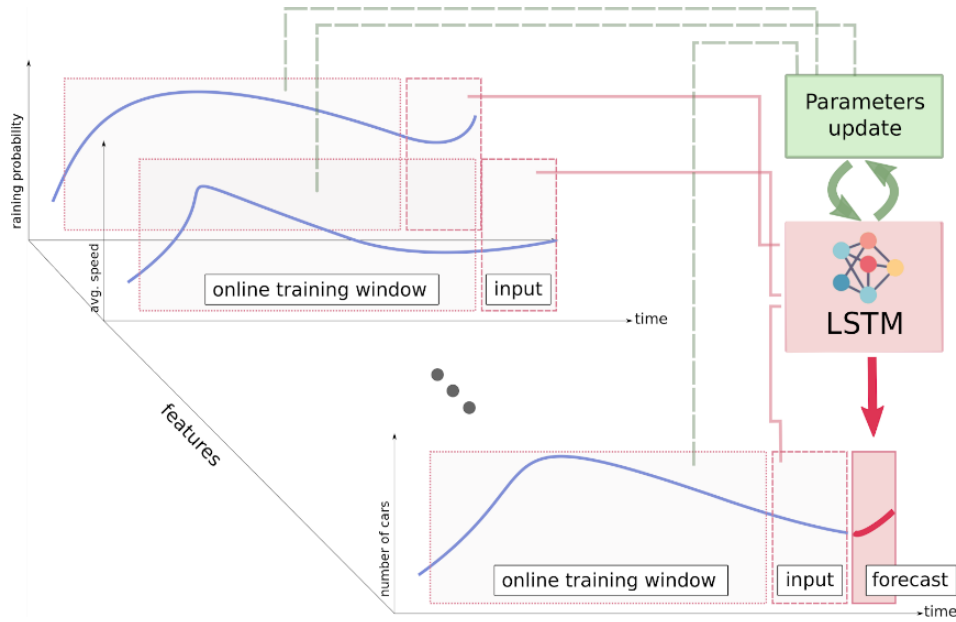 Parameters
update
raining probability
avg. speed
online training window
input
time
LSTM
features
number of cars
online training window
input
forecast
time